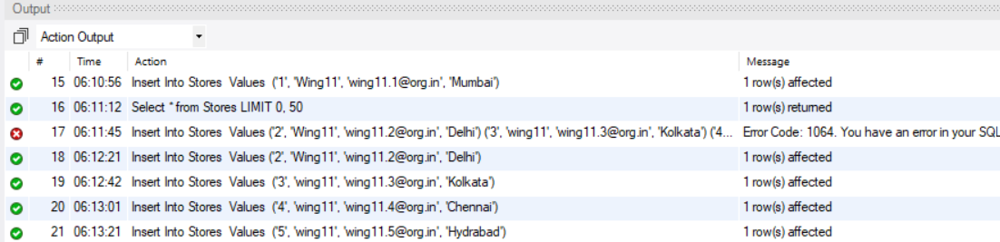 Output
Action Output
# Time Action Message
15 06:10:56 Insert Into Stores Values ('1', 'Wing11', 'wing11.1@org.in', 'Mumbai') 1 row(s) affected
16 06:11:12 Select * from Stores LIMIT 0, 50 1 row(s) returned
17 06:11:45 Insert Into Stores Values ('2', 'Wing11', 'wing11.2@org.in', 'Delhi') ('3', 'wing11', 'wing11.3@org.in', 'Kolkata') ('4... Error Code: 1064. You have an error in your SQL
18 06:12:21 Insert Into Stores Values ('2', 'Wing11', 'wing11.2@org.in', 'Delhi') 1 row(s) affected
19 06:12:42 Insert Into Stores Values ('3', 'wing11', 'wing11.3@org.in', 'Kolkata') 1 row(s) affected
20 06:13:01 Insert Into Stores Values ('4', 'wing11', 'wing11.4@org.in', 'Chennai') 1 row(s) affected
21 06:13:21 Insert Into Stores Values ('5', 'wing11', 'wing11.5@org.in', 'Hydrabad') 1 row(s) affected